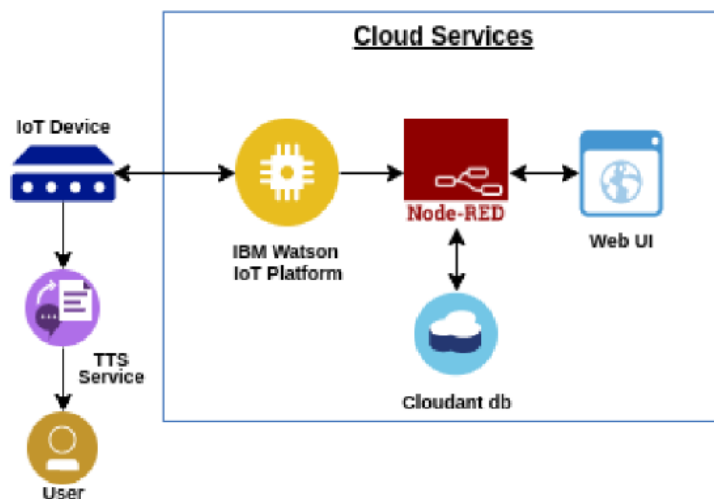 Cloud Services
IoT Device
Node-RED
IBM Watson
IoT Platform
Web UI
TTS
Service
Cloudant db
User